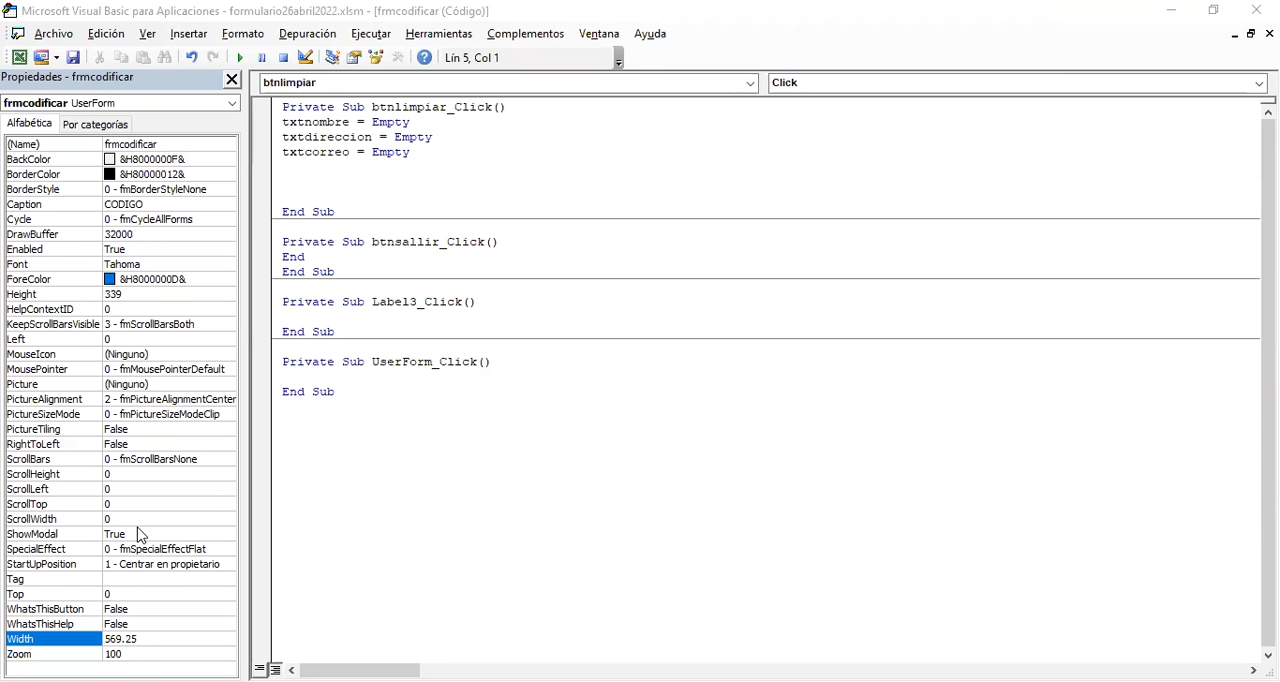 Microsoft Visual Basic para Aplicaciones - formulario26abril2022.xlsm - [frmcodificar (Código)]
Archivo Edición Ver Insertar Formato Depuración Ejecutar Herramientas Complementos Ventana Ayuda
Lín 5, Col 1
Propiedades - frmcodificar
frmcodificar UserForm
Alfabética Por categorías
(Name) frmcodificar
BackColor &H8000000F&
BorderColor &H80000012&
BorderStyle 0 - fmBorderStyleNone
Caption CODIGO
Cycle 0 - fmCycleAllForms
DrawBuffer 32000
Enabled True
Font Tahoma
ForeColor &H8000000D&
Height 339
HelpContextID 0
KeepScrollBarsVisible 3 - fmScrollBarsBoth
Left 0
MouseIcon (Ninguno)
MousePointer 0 - fmMousePointerDefault
Picture (Ninguno)
PictureAlignment 2 - fmPictureAlignmentCenter
PictureSizeMode 0 - fmPictureSizeModeClip
PictureTiling False
RightToLeft False
ScrollBars 0 - fmScrollBarsNone
ScrollHeight 0
ScrollLeft 0
ScrollTop 0
ScrollWidth 0
ShowModal True
SpecialEffect 0 - fmSpecialEffectFlat
StartUpPosition 1 - Centrar en propietario
Tag
Top 0
WhatsThisButton False
WhatsThisHelp False
Width 569.25
Zoom 100
btnlimpiar Click
Private Sub btnlimpiar_Click()
txtnombre = Empty
txtdireccion = Empty
txtcorreo = Empty
End Sub
Private Sub btnsallir_Click()
End
End Sub
Private Sub Label3_Click()
End Sub
Private Sub UserForm_Click()
End Sub